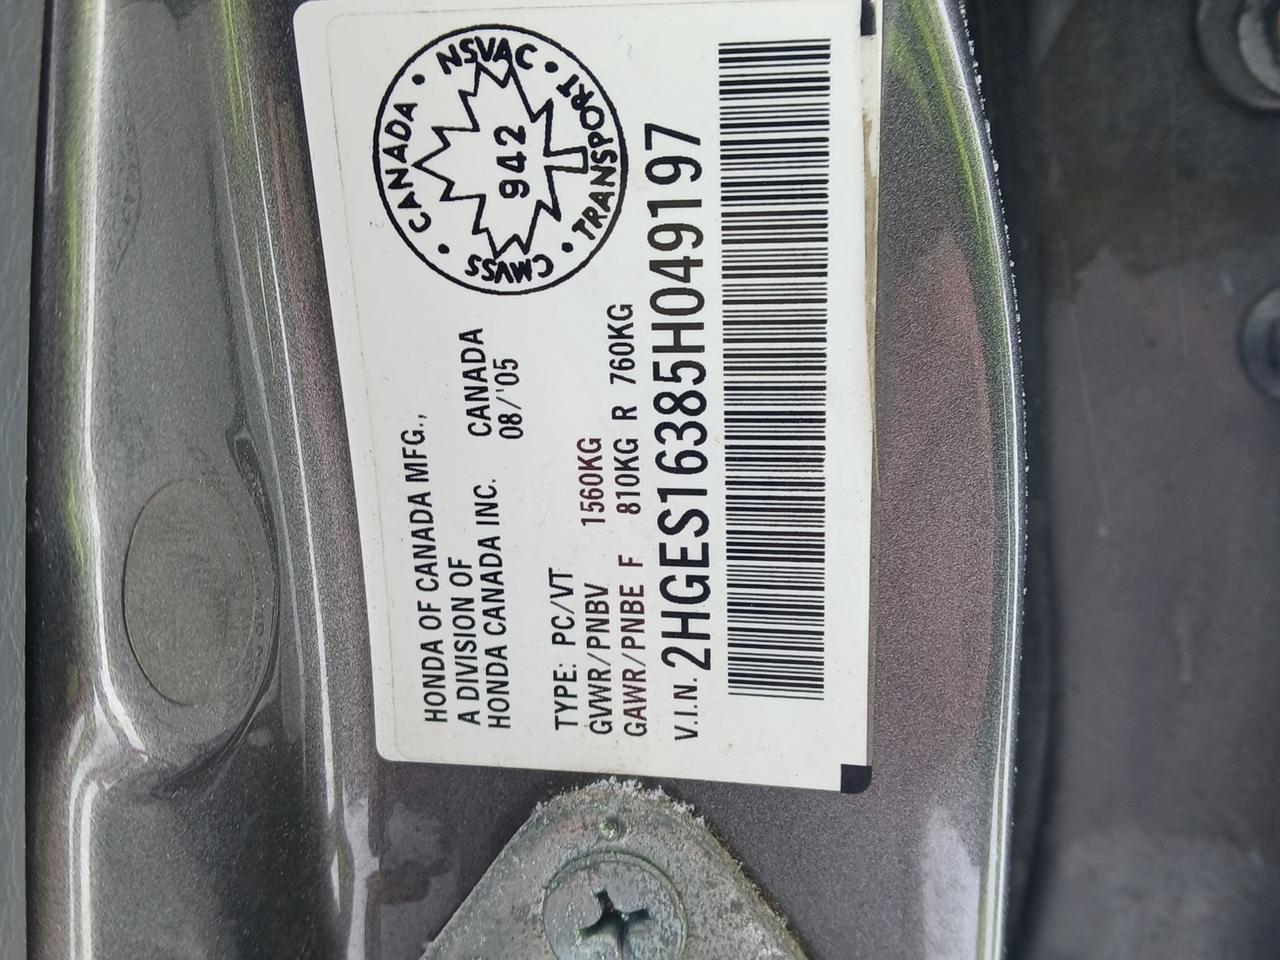 HONDA OF CANADA MFG.,
A DIVISION OF
HONDA CANADA INC. CANADA
08/'05
TYPE: PC/VT
GVWR/PNBV 1560KG
GAWR/PNBE F 810KG R 760KG
V.I.N. 2HGES16385H049197
CANADA • NSVAC • TRANSPORT • CMVSS •
942